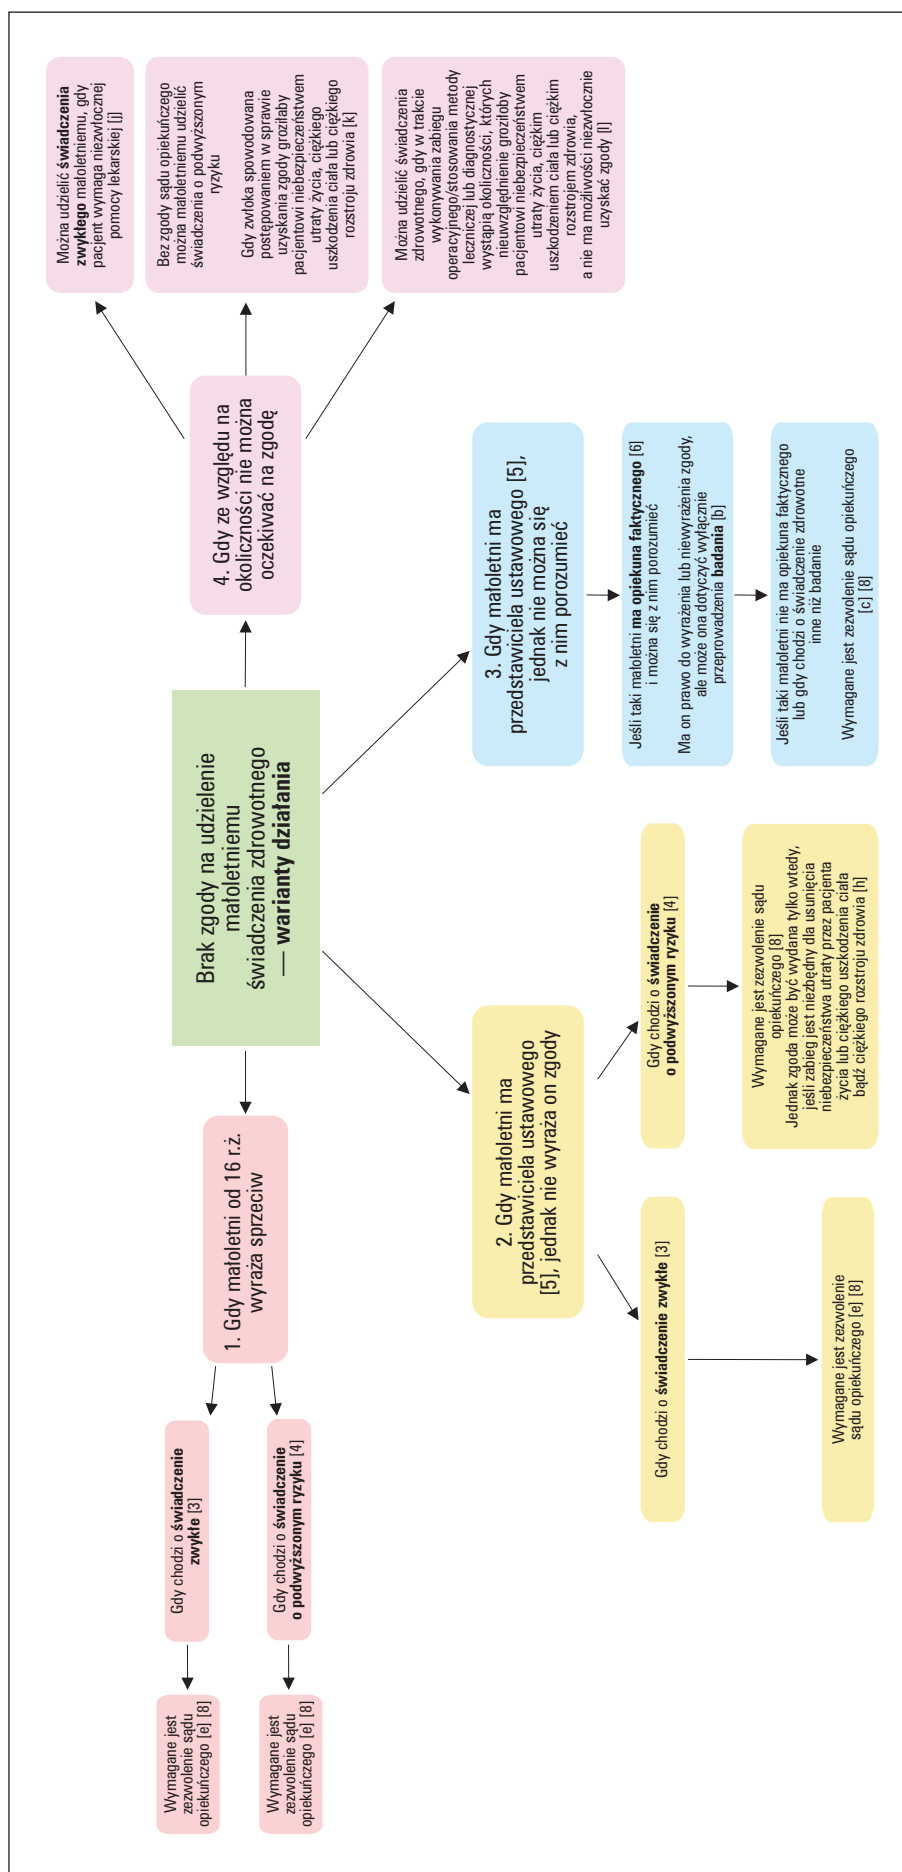 Brak zgody na udzielenie
małoletniemu
świadczenia zdrowotnego
— warianty działania
1. Gdy małoletni od 16 r.ż.
wyraża sprzeciw
Gdy chodzi o świadczenie
zwykłe [3]
Wymagane jest
zezwolenie sądu
opiekuńczego [e] [8]
Gdy chodzi o świadczenie
o podwyższonym ryzyku [4]
Wymagane jest
zezwolenie sądu
opiekuńczego [e] [8]
2. Gdy małoletni ma
przedstawiciela ustawowego
[5], jednak nie wyraża on zgody
Gdy chodzi o świadczenie zwykłe [3]
Wymagane jest zezwolenie
sądu opiekuńczego [e] [8]
Gdy chodzi o świadczenie
o podwyższonym ryzyku [4]
Wymagane jest zezwolenie sądu
opiekuńczego [8]
Jednak zgoda może być wydana tylko wtedy,
jeśli zabieg jest niezbędny dla usunięcia
niebezpieczeństwa utraty przez pacjenta
życia lub ciężkiego uszkodzenia ciała
bądź ciężkiego rozstroju zdrowia [h]
3. Gdy małoletni ma
przedstawiciela ustawowego [5],
jednak nie można się
z nim porozumieć
Jeśli taki małoletni ma opiekuna faktycznego [6]
i można się z nim porozumieć
Ma on prawo do wyrażenia lub niewyrażenia zgody,
ale może ona dotyczyć wyłącznie
przeprowadzenia badania [b]
Jeśli taki małoletni nie ma opiekuna faktycznego
lub gdy chodzi o świadczenie zdrowotne
inne niż badanie
Wymagane jest zezwolenie sądu opiekuńczego
[c] [8]
4. Gdy ze względu na
okoliczności nie można
oczekiwać na zgodę
Można udzielić świadczenia
zwykłego małoletniemu, gdy
pacjent wymaga niezwłocznej
pomocy lekarskiej [j]
Bez zgody sądu opiekuńczego
można małoletniemu udzielić
świadczenia o podwyższonym
ryzyku
Gdy zwłoka spowodowana
postępowaniem w sprawie
uzyskania zgody groziłaby
pacjentowi niebezpieczeństwem
utraty życia, ciężkiego
uszkodzenia ciała lub ciężkiego
rozstroju zdrowia [k]
Można udzielić świadczenia
zdrowotnego, gdy w trakcie
wykonywania zabiegu
operacyjnego/stosowania metody
leczniczej lub diagnostycznej
wystąpią okoliczności, których
nieuwzględnienie groziłoby
pacjentowi niebezpieczeństwem
utraty życia, ciężkim
uszkodzeniem ciała lub ciężkim
rozstrojem zdrowia,
a nie ma możliwości niezwłocznie
uzyskać zgody [l]